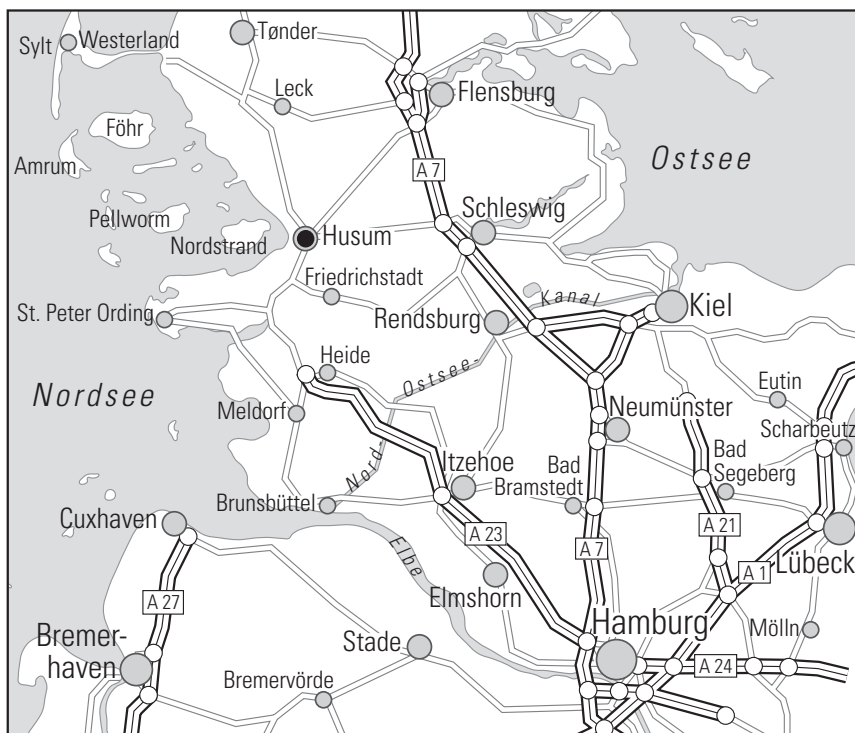 Tønder
Sylt
Westerland
Leck
Flensburg
Föhr
Amrum
Ostsee
A 7
Pellworm
Schleswig
Nordstrand
Husum
Friedrichstadt
Kanal
St. Peter Ording
Rendsburg
Kiel
Heide
Ostsee-
Nordsee
Eutin
Meldorf
Neumünster
Scharbeutz
Nord-
Itzehoe
Bad
Bramstedt
Bad
Segeberg
Brunsbüttel
Cuxhaven
A 23
A 21
Elbe
A 7
Lübeck
A 1
A 27
Elmshorn
Bremer-
haven
Stade
Hamburg
Mölln
A 24
Bremervörde